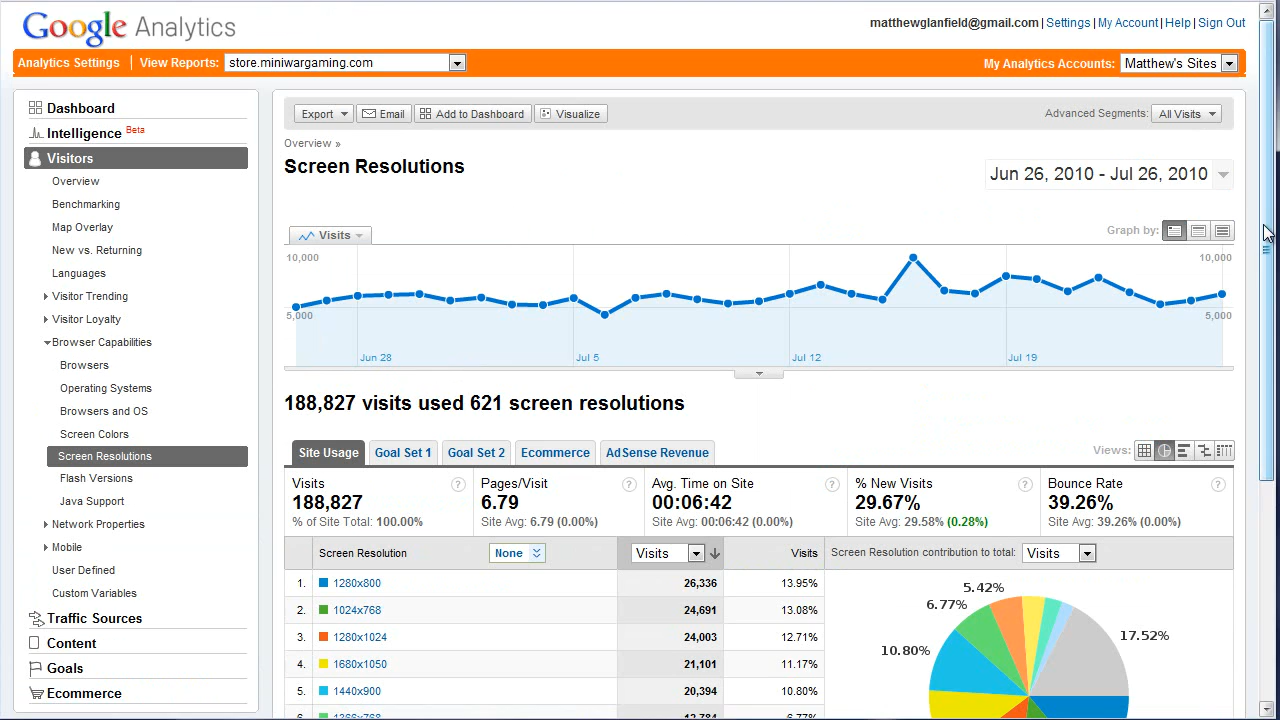 Google Analytics
matthewglanfield@gmail.com | Settings | My Account | Help | Sign Out
Analytics Settings | View Reports: store.miniwargaming.com
My Analytics Accounts: Matthew's Sites
Dashboard
Intelligence Beta
Visitors
Overview
Benchmarking
Map Overlay
New vs. Returning
Languages
Visitor Trending
Visitor Loyalty
Browser Capabilities
Browsers
Operating Systems
Browsers and OS
Screen Colors
Screen Resolutions
Flash Versions
Java Support
Network Properties
Mobile
User Defined
Custom Variables
Traffic Sources
Content
Goals
Ecommerce
Export Email Add to Dashboard Visualize
Advanced Segments: All Visits
Overview »
Screen Resolutions
Jun 26, 2010 - Jul 26, 2010
Visits
Graph by:
10,000 10,000
5,000 5,000
Jun 28 Jul 5 Jul 12 Jul 19
188,827 visits used 621 screen resolutions
Site Usage Goal Set 1 Goal Set 2 Ecommerce AdSense Revenue
Views:
Visits ? Pages/Visit ? Avg. Time on Site ? % New Visits ? Bounce Rate ?
188,827 6.79 00:06:42 29.67% 39.26%
% of Site Total: 100.00% Site Avg: 6.79 (0.00%) Site Avg: 00:06:42 (0.00%) Site Avg: 29.58% (0.28%) Site Avg: 39.26% (0.00%)
Screen Resolution None Visits Visits
Screen Resolution contribution to total: Visits
1. 1280x800 26,336 13.95%
2. 1024x768 24,691 13.08%
3. 1280x1024 24,003 12.71%
4. 1680x1050 21,101 11.17%
5. 1440x900 20,394 10.80%
6. 1366x768 12,784 6.77%
5.42%
6.77%
17.52%
10.80%